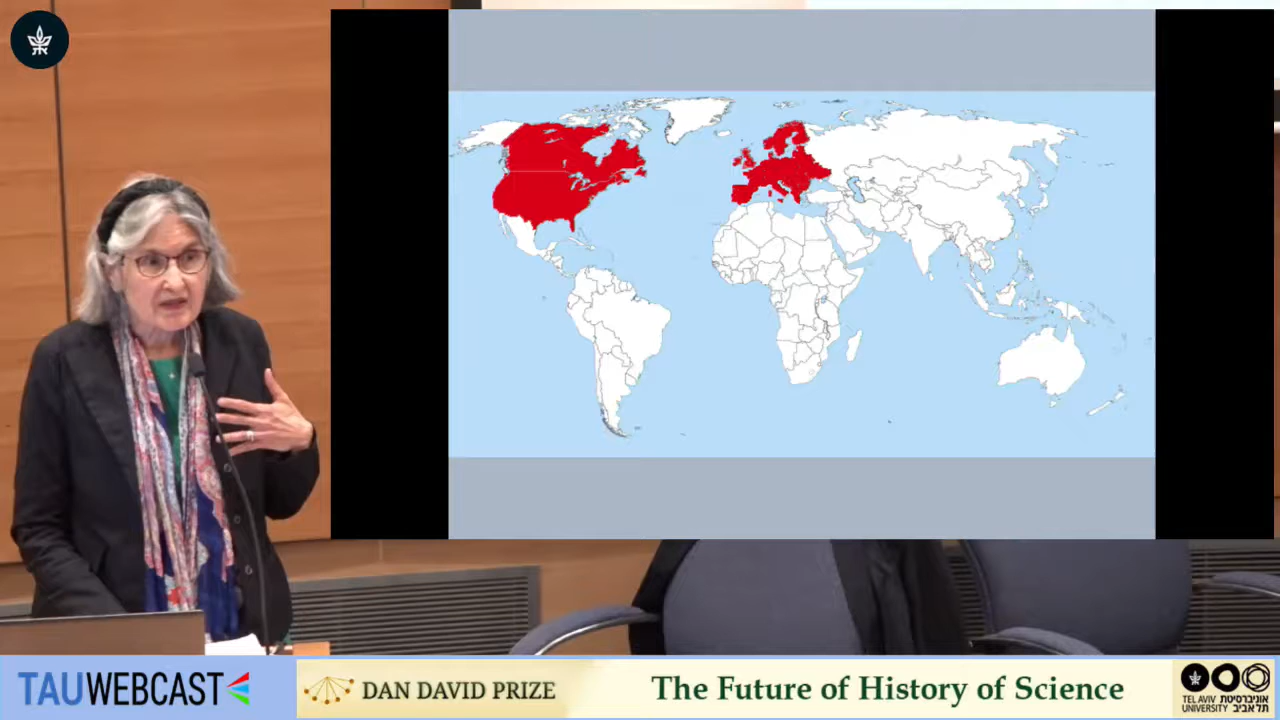 TAUWEBCAST
DAN DAVID PRIZE
The Future of History of Science
TEL AVIV אוניברסיטת
UNIVERSITY תל אביב